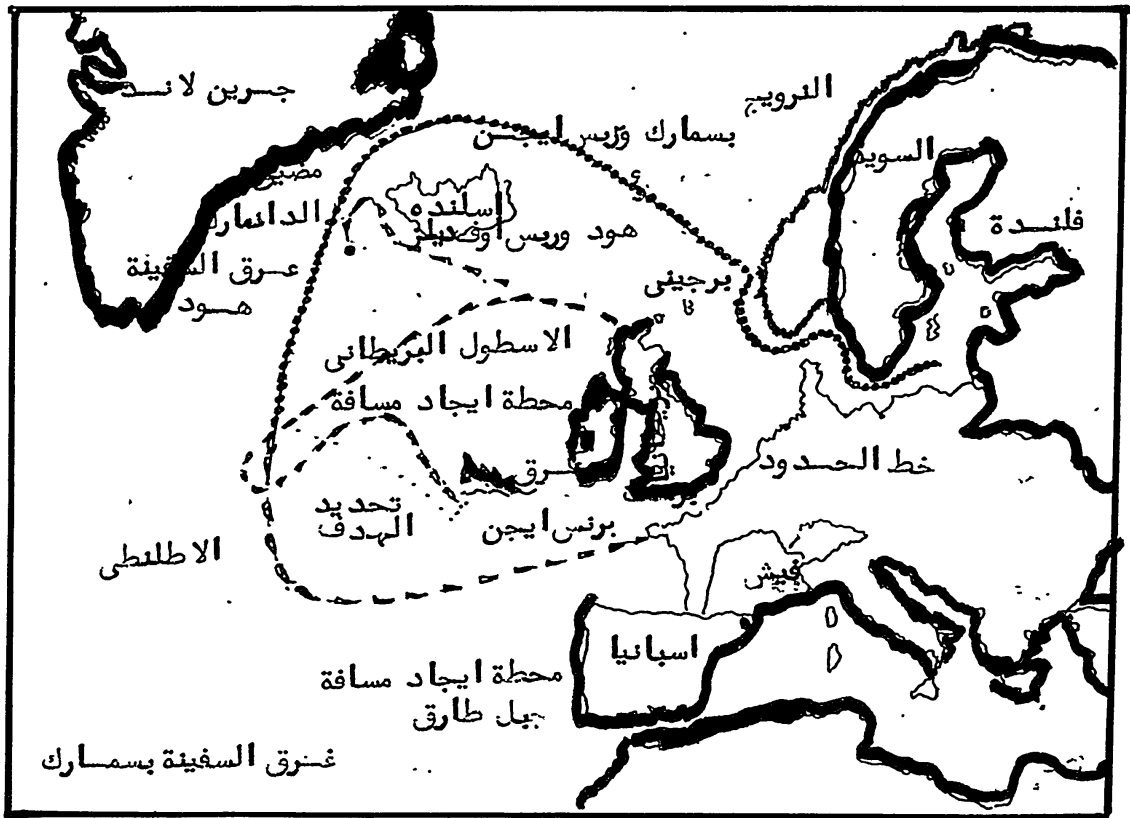 جرين لاند
النرويج
بسمارك وبرنس ايجن
السويد
مضيق
الدانمارك
اسلنده
فلندة
هود وبرنس اوف ويلز
غرق السفينة
هود
برجيني
الاسطول البريطانى
محطة ايجاد مسافة
خط الحدود
غرق
تحديد
الهدف
برنس ايجن
الاطلنطى
فيش
اسبانيا
محطة ايجاد مسافة
جبل طارق
غرق السفينة بسمارك